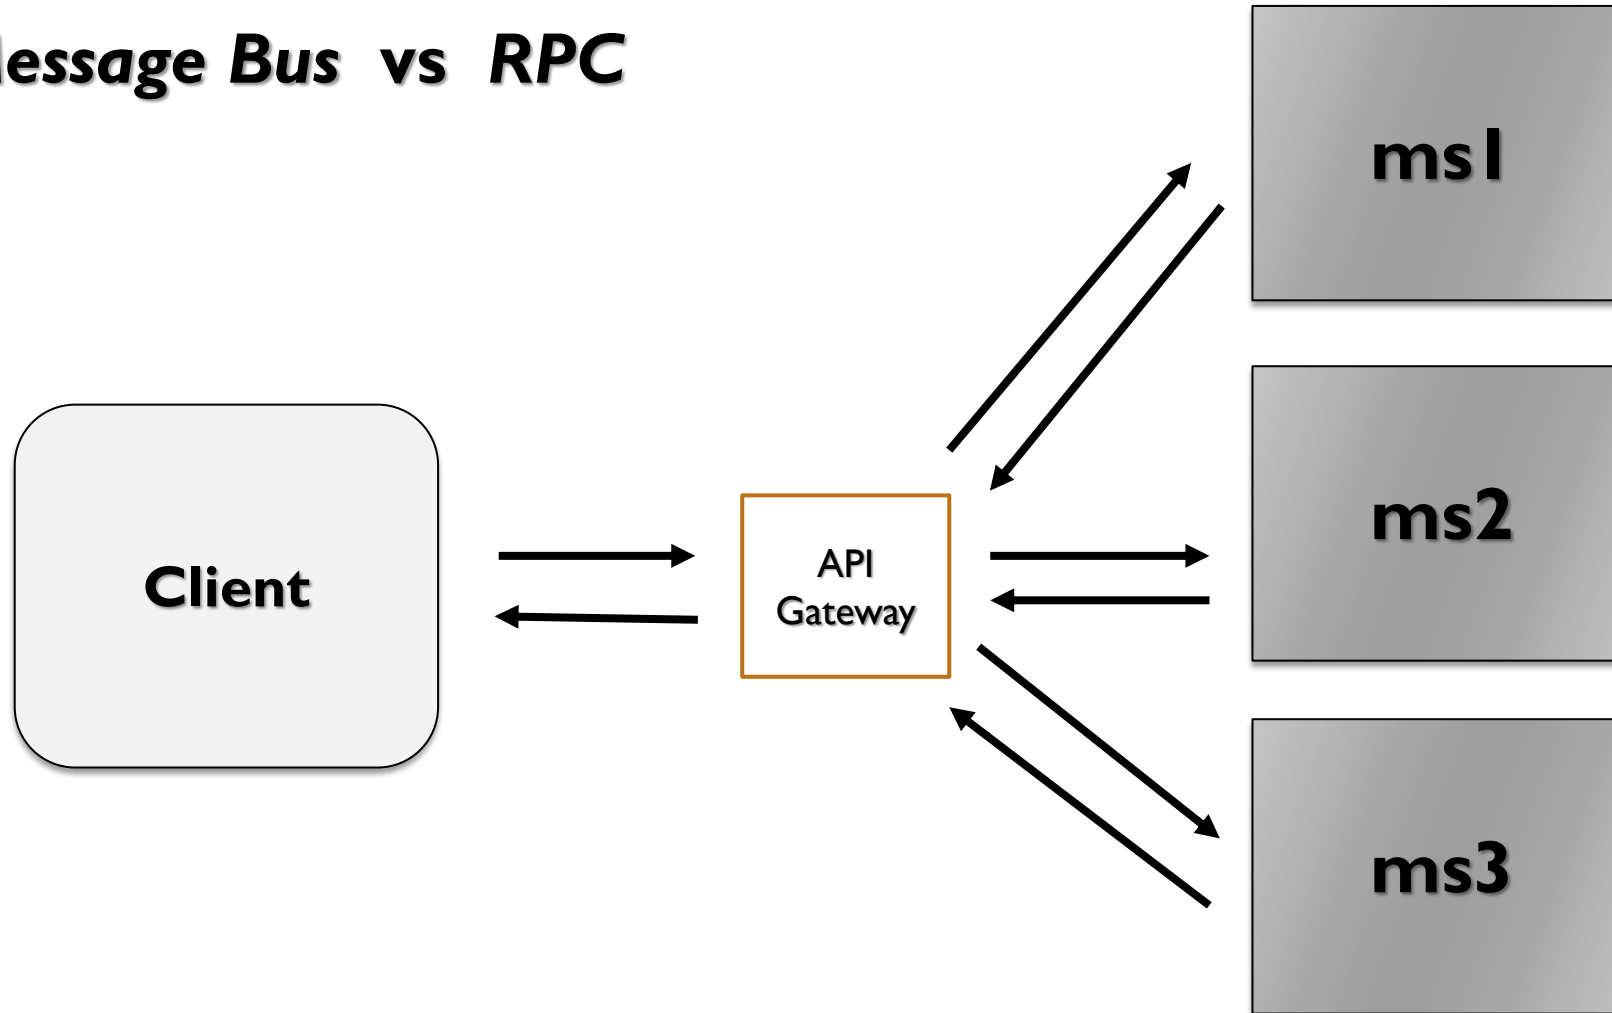 essage Bus vs RPC
ms1
Client
API
Gateway
ms2
ms3